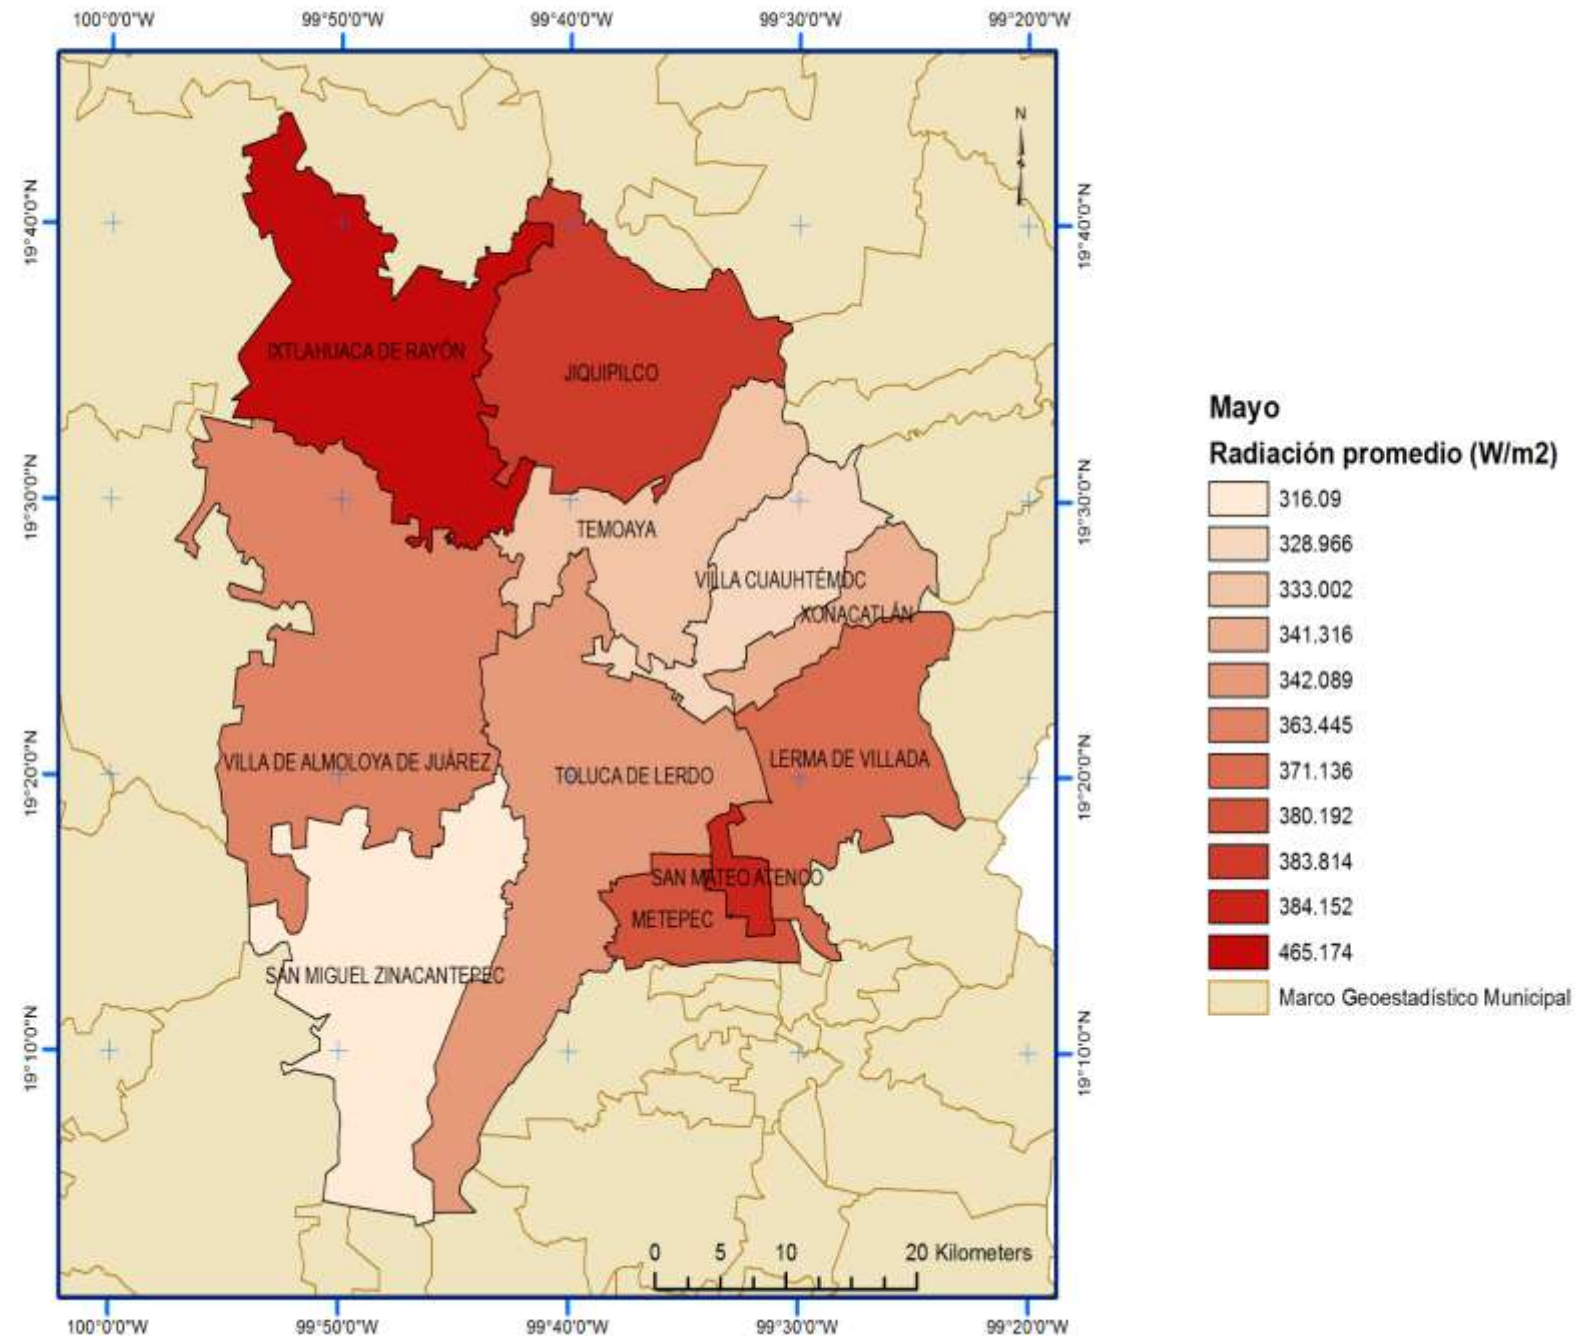 100°0'0"W 99°50'0"W 99°40'0"W 99°30'0"W 99°20'0"W
N
19°40'0"N 19°40'0"N
IXTLAHUACA DE RAYÓN
JIQUIPILCO
19°30'0"N 19°30'0"N
TEMOAYA
VILLA CUAUHTÉMOC
XONACATLÁN
VILLA DE ALMOLOYA DE JUÁREZ
TOLUCA DE LERDO
LERMA DE VILLADA
19°20'0"N 19°20'0"N
SAN MATEO ATENCO
METEPEC
SAN MIGUEL ZINACANTEPEC
19°10'0"N 19°10'0"N
0 5 10 20 Kilometers
100°0'0"W 99°50'0"W 99°40'0"W 99°30'0"W 99°20'0"W
Mayo
Radiación promedio (W/m2)
316.09
328.966
333.002
341.316
342.089
363.445
371.136
380.192
383.814
384.152
465.174
Marco Geoestadístico Municipal